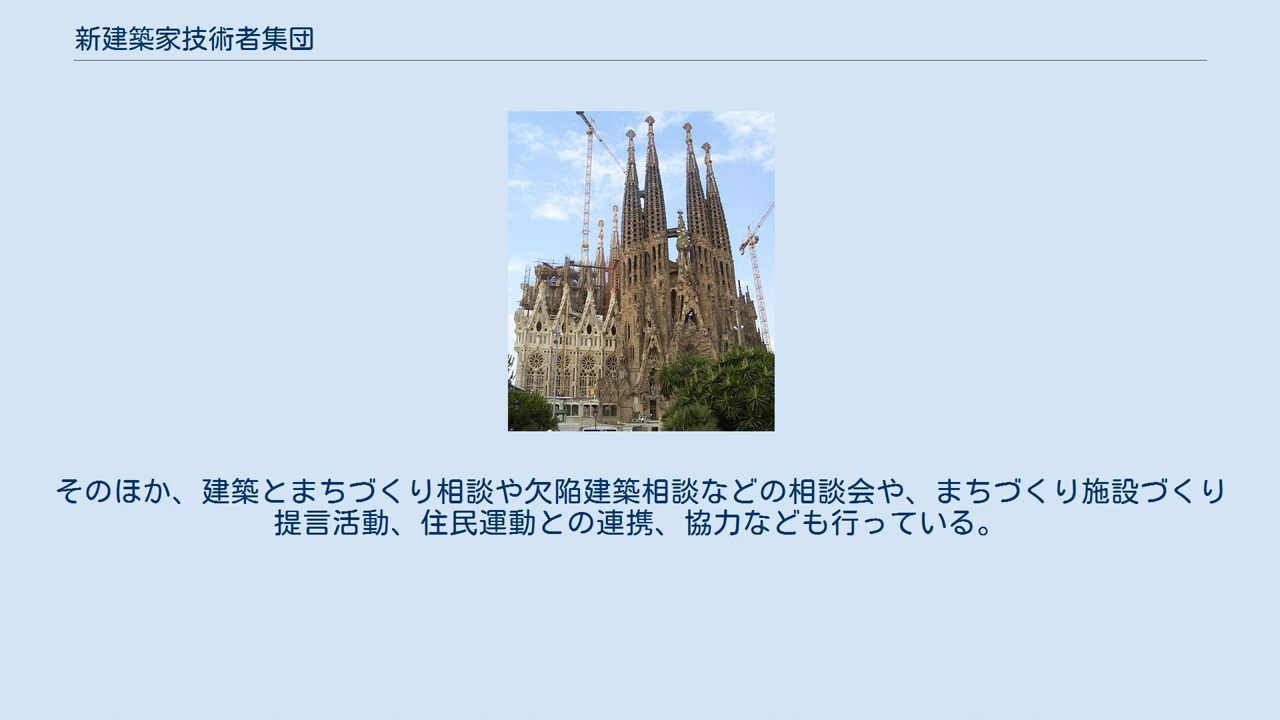 新建築家技術者集団
そのほか、建築とまちづくり相談や欠陥建築相談などの相談会や、まちづくり施設づくり
提言活動、住民運動との連携、協力なども行っている。